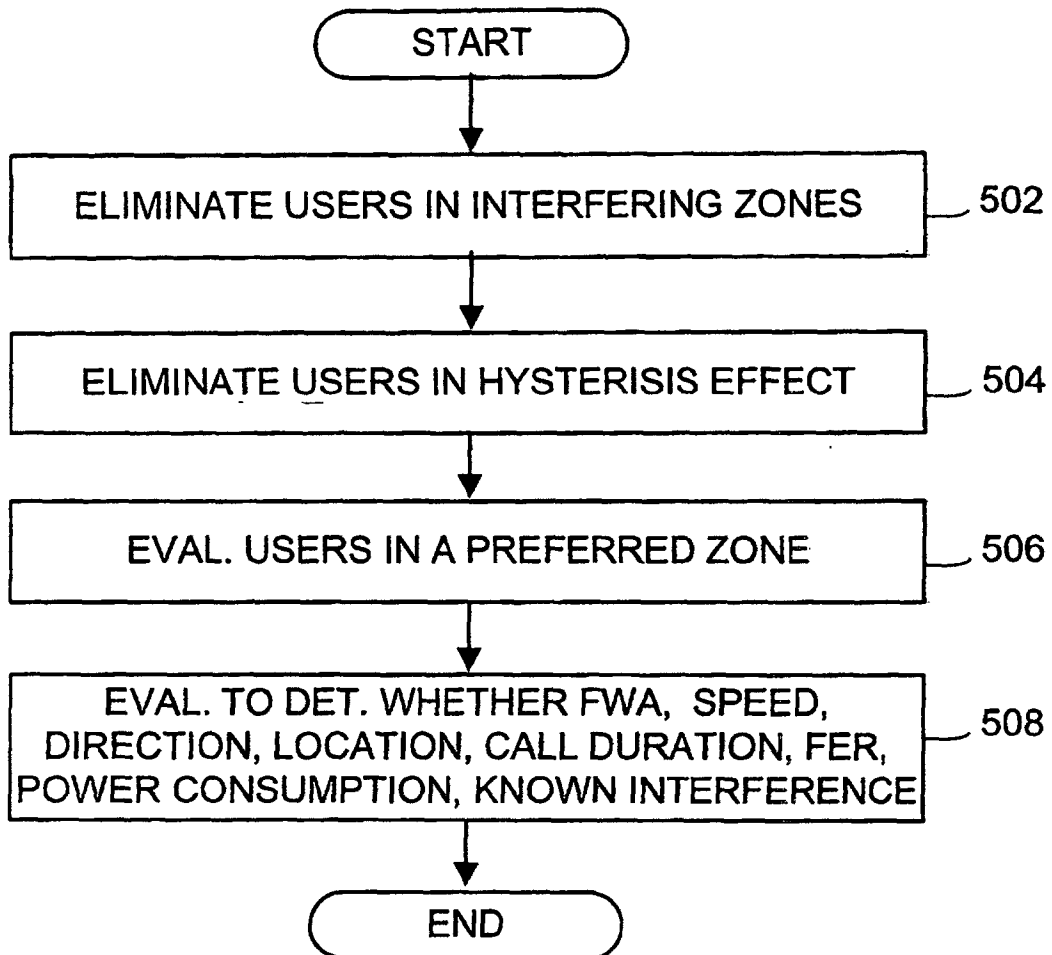 START
ELIMINATE USERS IN INTERFERING ZONES
502
ELIMINATE USERS IN HYSTERISIS EFFECT
504
EVAL. USERS IN A PREFERRED ZONE
506
EVAL. TO DET. WHETHER FWA, SPEED,
DIRECTION, LOCATION, CALL DURATION, FER,
POWER CONSUMPTION, KNOWN INTERFERENCE
508
END